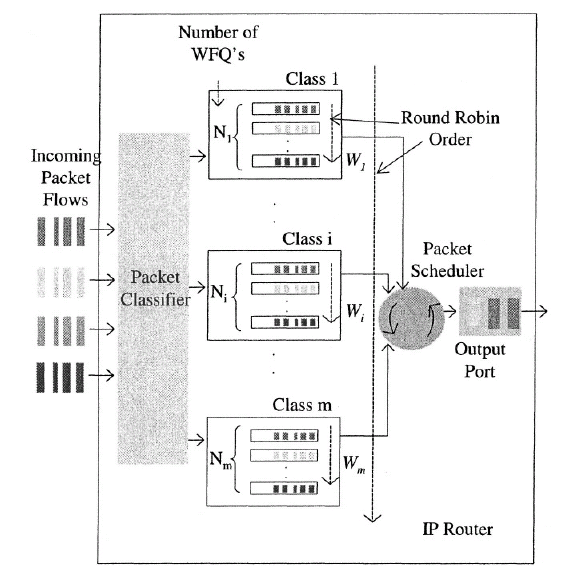 Number of
WFQ's
Class 1
N1
W1
Round Robin
Order
Incoming
Packet
Flows
Packet
Classifier
Class i
Ni
Wi
Packet
Scheduler
Output
Port
Class m
Nm
Wm
IP Router